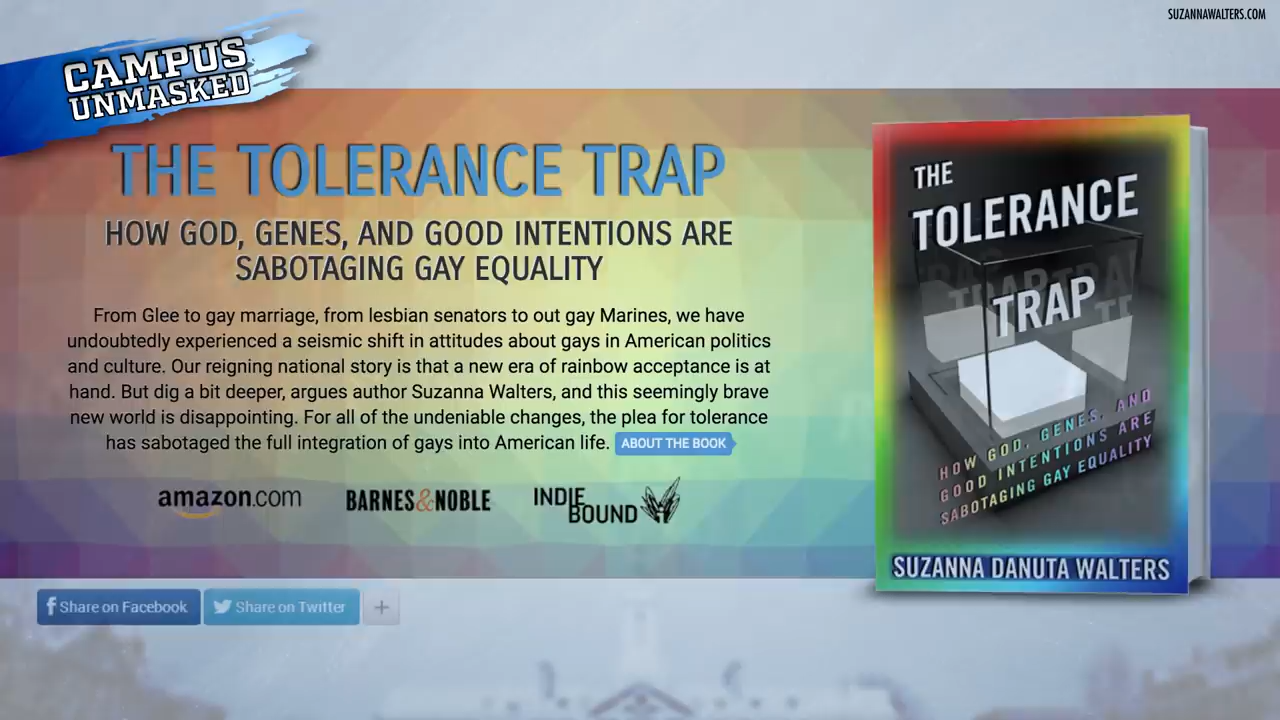 SUZANNAWALTERS.COM
CAMPUS
UNMASKED
THE TOLERANCE TRAP
HOW GOD, GENES, AND GOOD INTENTIONS ARE
SABOTAGING GAY EQUALITY
From Glee to gay marriage, from lesbian senators to out gay Marines, we have
undoubtedly experienced a seismic shift in attitudes about gays in American politics
and culture. Our reigning national story is that a new era of rainbow acceptance is at
hand. But dig a bit deeper, argues author Suzanna Walters, and this seemingly brave
new world is disappointing. For all of the undeniable changes, the plea for tolerance
has sabotaged the full integration of gays into American life. ABOUT THE BOOK
amazon.com BARNES&NOBLE INDIE
BOUND
Share on Facebook Share on Twitter +
THE
TOLERANCE
TRAP
HOW GOD, GENES, AND
GOOD INTENTIONS ARE
SABOTAGING GAY EQUALITY
SUZANNA DANUTA WALTERS